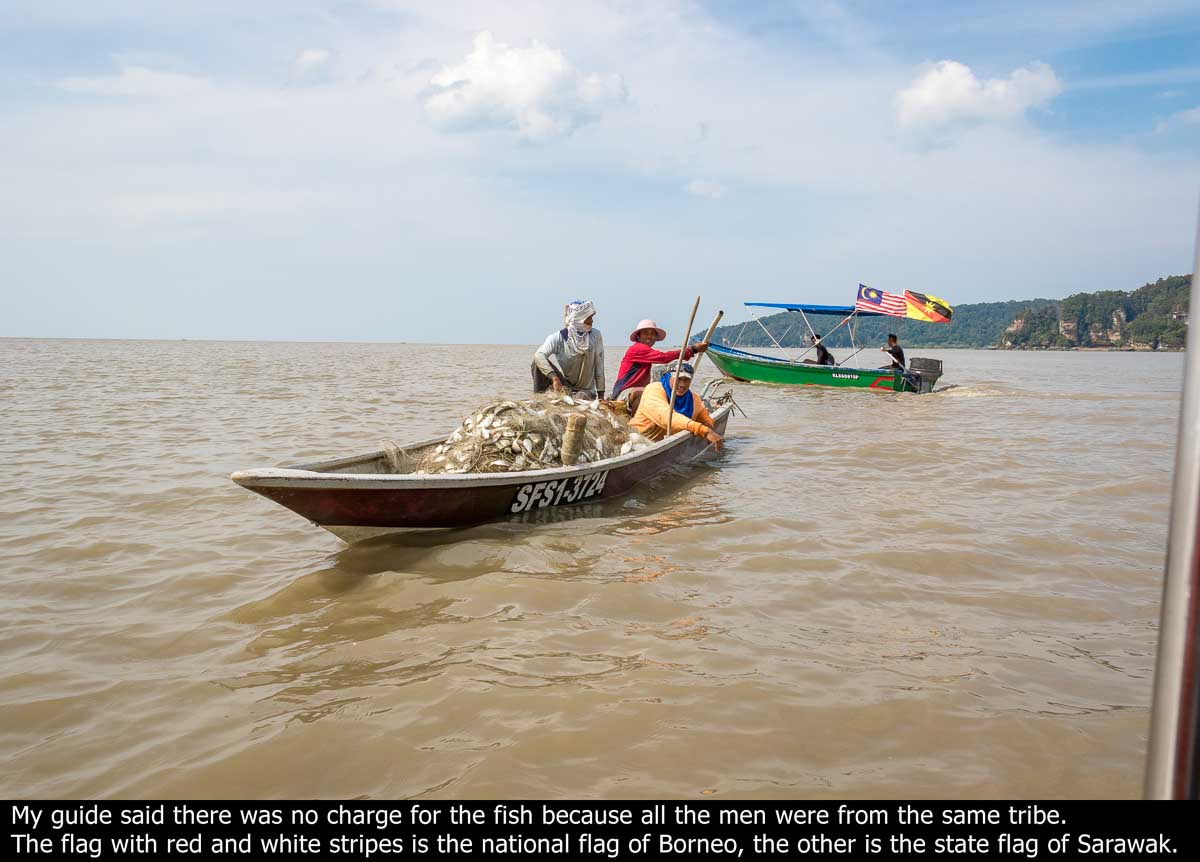 KLS5081SF
SFS1-3724
My guide said there was no charge for the fish because all the men were from the same tribe.
The flag with red and white stripes is the national flag of Borneo, the other is the state flag of Sarawak.